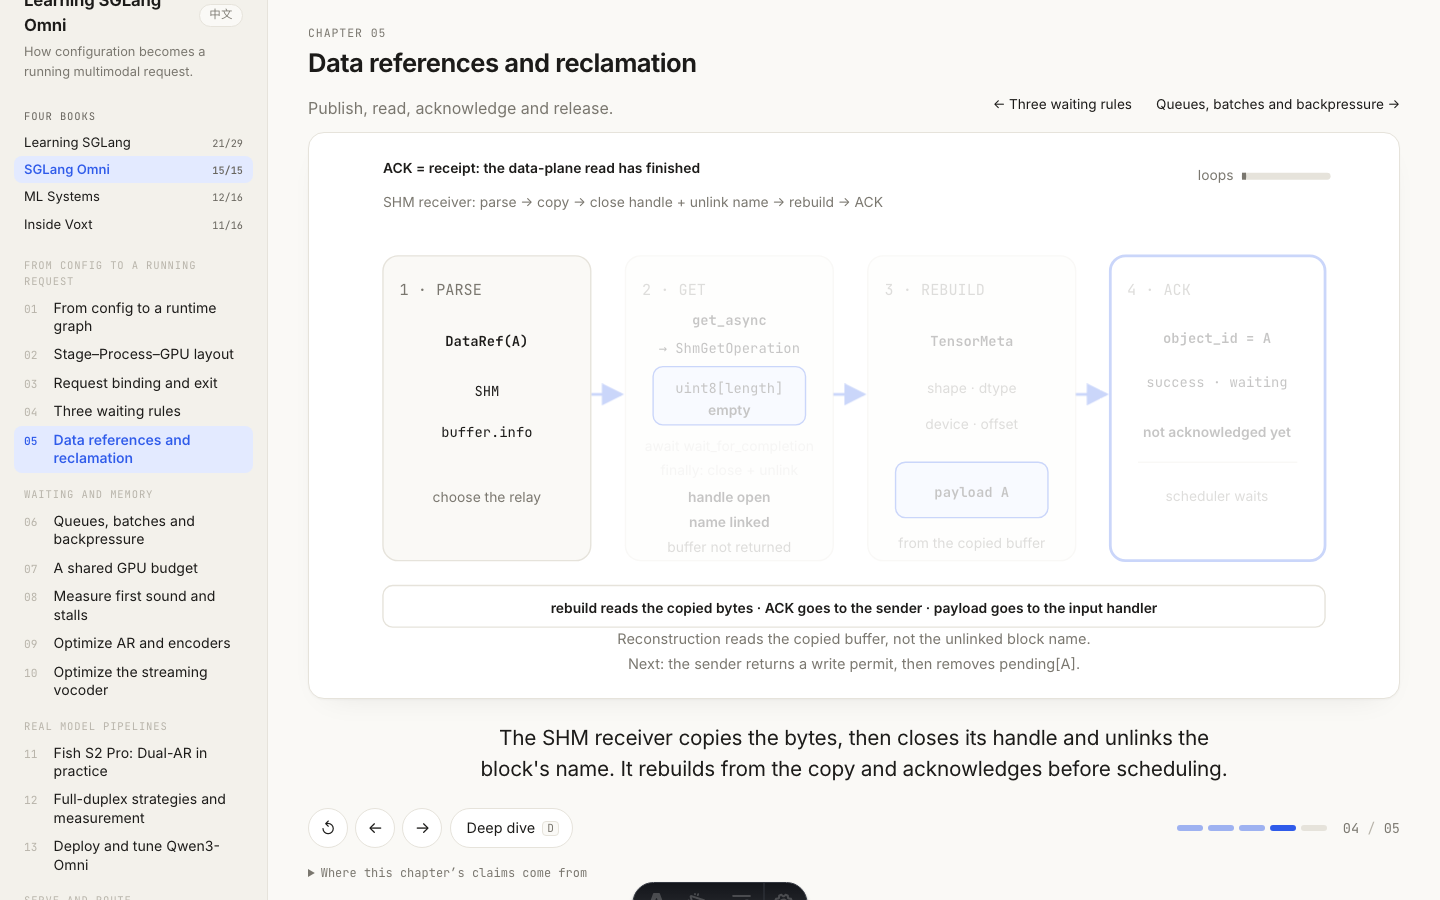 Learning SGLang
Omni
中文
How configuration becomes a
running multimodal request.
FOUR BOOKS
Learning SGLang 21/29
SGLang Omni 15/15
ML Systems 12/16
Inside Voxt 11/16
FROM CONFIG TO A RUNNING
REQUEST
01 From config to a runtime
graph
02 Stage–Process–GPU layout
03 Request binding and exit
04 Three waiting rules
05 Data references and
reclamation
WAITING AND MEMORY
06 Queues, batches and
backpressure
07 A shared GPU budget
08 Measure first sound and
stalls
09 Optimize AR and encoders
10 Optimize the streaming
vocoder
REAL MODEL PIPELINES
11 Fish S2 Pro: Dual-AR in
practice
12 Full-duplex strategies and
measurement
13 Deploy and tune Qwen3-
Omni
SERVE AND ROUTE
CHAPTER 05
Data references and reclamation
Publish, read, acknowledge and release.
← Three waiting rules
Queues, batches and backpressure →
ACK = receipt: the data-plane read has finished
loops
SHM receiver: parse → copy → close handle + unlink name → rebuild → ACK
1 · PARSE
DataRef(A)
SHM
buffer.info
choose the relay
2 · GET
get_async
→ ShmGetOperation
uint8[length]
empty
await wait_for_completion
finally: close + unlink
handle open
name linked
buffer not returned
3 · REBUILD
TensorMeta
shape · dtype
device · offset
payload A
from the copied buffer
4 · ACK
object_id = A
success · waiting
not acknowledged yet
scheduler waits
rebuild reads the copied bytes · ACK goes to the sender · payload goes to the input handler
Reconstruction reads the copied buffer, not the unlinked block name.
Next: the sender returns a write permit, then removes pending[A].
The SHM receiver copies the bytes, then closes its handle and unlinks the
block's name. It rebuilds from the copy and acknowledges before scheduling.
Deep dive D
04 / 05
Where this chapter's claims come from